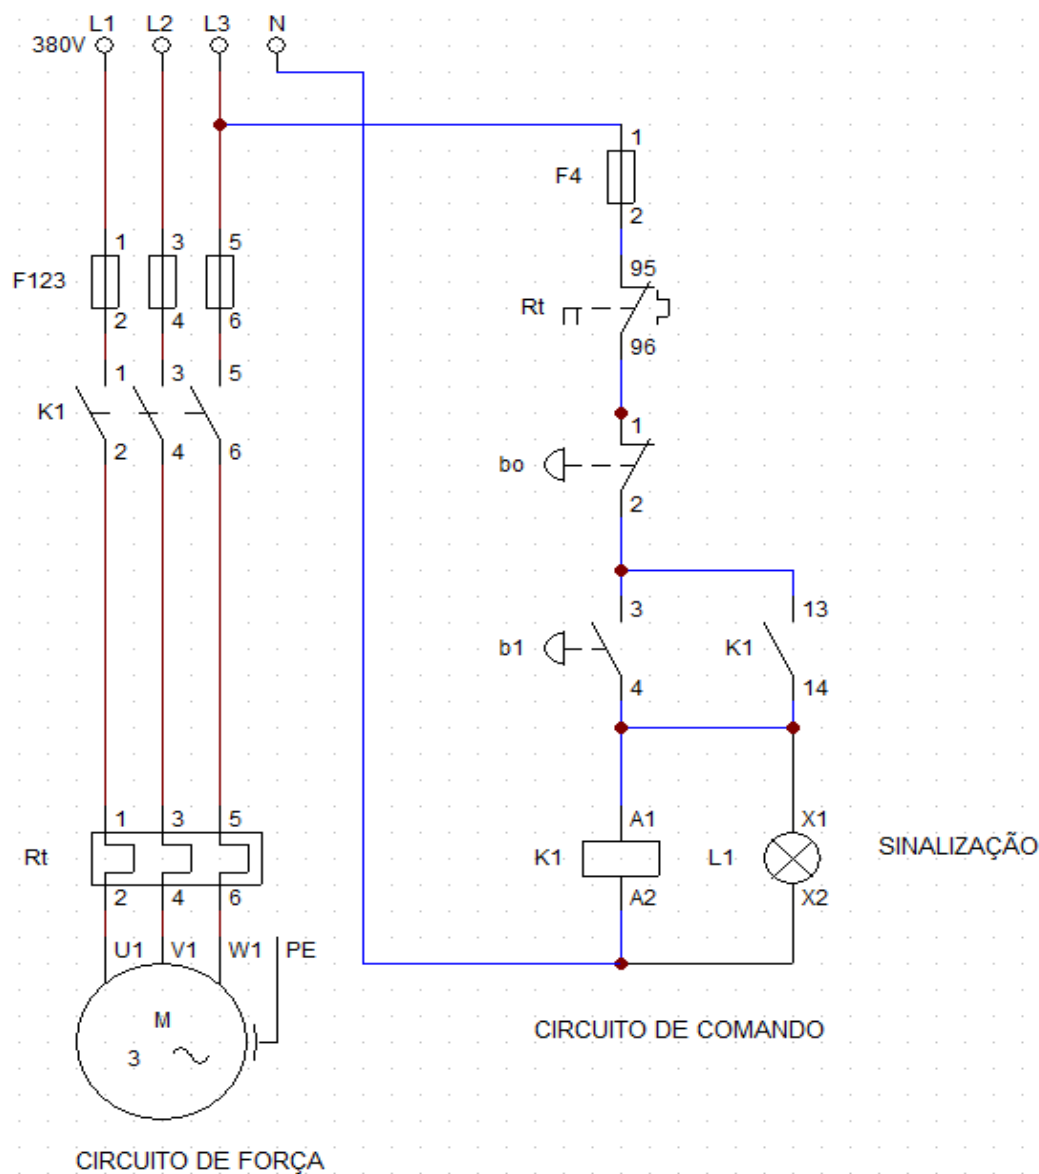 L1 L2 L3 N
380V
1
F4
2
1 3 5
F123
2 4 6
95
Rt
96
1 3 5
K1
2 4 6
1
bo
2
3 13
b1 K1
4 14
1 3 5
Rt
2 4 6
A1 X1
K1 L1 SINALIZAÇÃO
A2 X2
U1 V1 W1 PE
M
3
CIRCUITO DE COMANDO
CIRCUITO DE FORÇA